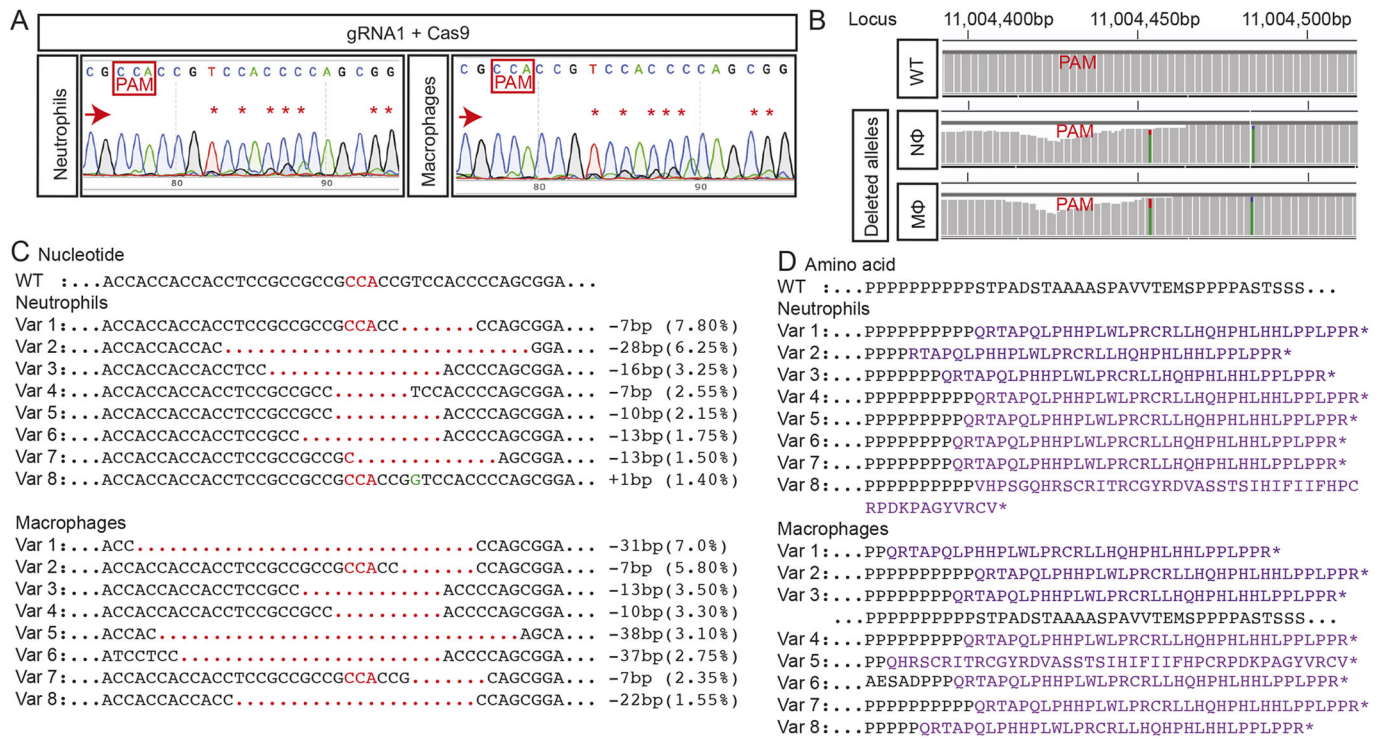 A
gRNA1 + Cas9
Neutrophils
CGCCACCGTCCACCCCAGCGG
PAM
* * * * * * *
80 90
Macrophages
CGCCACCGTCCACCCCAGCGG
PAM
* * * * * * *
80 90
B
Locus 11,004,400bp 11,004,450bp 11,004,500bp
WT
PAM
Deleted alleles
NΦ
PAM
MΦ
PAM
C Nucleotide
WT :...ACCACCACCACCTCCGCCGCCGCCACCGTCCACCCCAGCGGA...
Neutrophils
Var 1:...ACCACCACCACCTCCGCCGCCGCCACC.......CCAGCGGA... -7bp (7.80%)
Var 2:...ACCACCACCAC............................GGA... -28bp(6.25%)
Var 3:...ACCACCACCACCTCC................ACCCCAGCGGA... -16bp(3.25%)
Var 4:...ACCACCACCACCTCCGCCGCC.......TCCACCCCAGCGGA... -7bp (2.55%)
Var 5:...ACCACCACCACCTCCGCCGCC..........ACCCCAGCGGA... -10bp(2.15%)
Var 6:...ACCACCACCACCTCCGCC.............ACCCCAGCGGA... -13bp(1.75%)
Var 7:...ACCACCACCACCTCCGCCGCCGC.............AGCGGA... -13bp(1.50%)
Var 8:...ACCACCACCACCTCCGCCGCCGCCACCGGTCCACCCCAGCGGA... +1bp (1.40%)
Macrophages
Var 1:...ACC...............................CCAGCGGA... -31bp(7.0%)
Var 2:...ACCACCACCACCTCCGCCGCCGCCACC.......CCAGCGGA... -7bp (5.80%)
Var 3:...ACCACCACCACCTCCGCC.............ACCCCAGCGGA... -13bp(3.50%)
Var 4:...ACCACCACCACCTCCGCCGCC..........ACCCCAGCGGA... -10bp(3.30%)
Var 5:...ACCAC.................................AGCA... -38bp(3.10%)
Var 6:...ATCCTCC........................ACCCCAGCGGA... -37bp(2.75%)
Var 7:...ACCACCACCACCTCCGCCGCCGCCACCG.......CAGCGGA... -7bp (2.35%)
Var 8:...ACCACCACCACC......................CCAGCGGA... -22bp(1.55%)
D Amino acid
WT :...PPPPPPPPPPSTPADSTAAAASPAVVTEMSPPPPASTSSS...
Neutrophils
Var 1:...PPPPPPPPPPQRTAPQLPHHPLWLPRCRLLHQHPHLHHLPPLPPR*
Var 2:...PPPPRTAPQLPHHPLWLPRCRLLHQHPHLHHLPPLPPR*
Var 3:...PPPPPPPQRTAPQLPHHPLWLPRCRLLHQHPHLHHLPPLPPR*
Var 4:...PPPPPPPPPPQRTAPQLPHHPLWLPRCRLLHQHPHLHHLPPLPPR*
Var 5:...PPPPPPPPPQRTAPQLPHHPLWLPRCRLLHQHPHLHHLPPLPPR*
Var 6:...PPPPPPPPQRTAPQLPHHPLWLPRCRLLHQHPHLHHLPPLPPR*
Var 7:...PPPPPPPPQRTAPQLPHHPLWLPRCRLLHQHPHLHHLPPLPPR*
Var 8:...PPPPPPPPPPVHPSGQHRSCRITRCGYRDVASSTSIHIFIIFHPC
RPDKPAGYVRCV*
Macrophages
Var 1:...PPQRTAPQLPHHPLWLPRCRLLHQHPHLHHLPPLPPR*
Var 2:...PPPPPPPPPPQRTAPQLPHHPLWLPRCRLLHQHPHLHHLPPLPPR*
Var 3:...PPPPPPPPQRTAPQLPHHPLWLPRCRLLHQHPHLHHLPPLPPR*
...PPPPPPPPPPSTPADSTAAAASPAVVTEMSPPPPASTSSS...
Var 4:...PPPPPPPPPQRTAPQLPHHPLWLPRCRLLHQHPHLHHLPPLPPR*
Var 5:...PPQHRSCRITRCGYRDVASSTSIHIFIIFHPCRPDKPAGYVRCV*
Var 6:...AESADPPPQRTAPQLPHHPLWLPRCRLLHQHPHLHHLPPLPPR*
Var 7:...PPPPPPPPPPQRTAPQLPHHPLWLPRCRLLHQHPHLHHLPPLPPR*
Var 8:...PPPPPQRTAPQLPHHPLWLPRCRLLHQHPHLHHLPPLPPR*